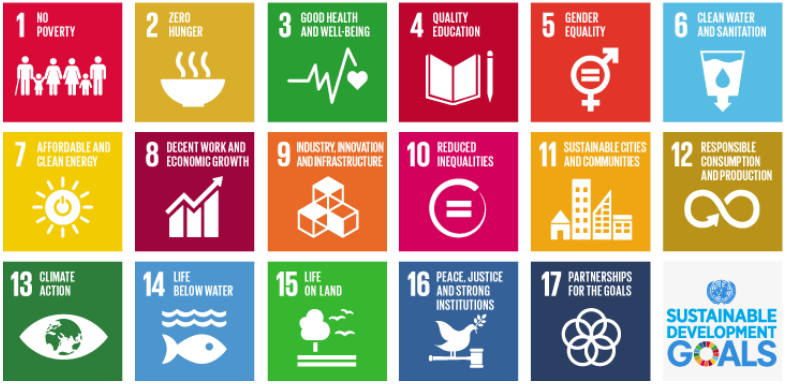 1 NO
POVERTY
2 ZERO
HUNGER
3 GOOD HEALTH
AND WELL-BEING
4 QUALITY
EDUCATION
5 GENDER
EQUALITY
6 CLEAN WATER
AND SANITATION
7 AFFORDABLE AND
CLEAN ENERGY
8 DECENT WORK AND
ECONOMIC GROWTH
9 INDUSTRY, INNOVATION
AND INFRASTRUCTURE
10 REDUCED
INEQUALITIES
11 SUSTAINABLE CITIES
AND COMMUNITIES
12 RESPONSIBLE
CONSUMPTION
AND PRODUCTION
13 CLIMATE
ACTION
14 LIFE
BELOW WATER
15 LIFE
ON LAND
16 PEACE, JUSTICE
AND STRONG
INSTITUTIONS
17 PARTNERSHIPS
FOR THE GOALS
SUSTAINABLE
DEVELOPMENT
GOALS